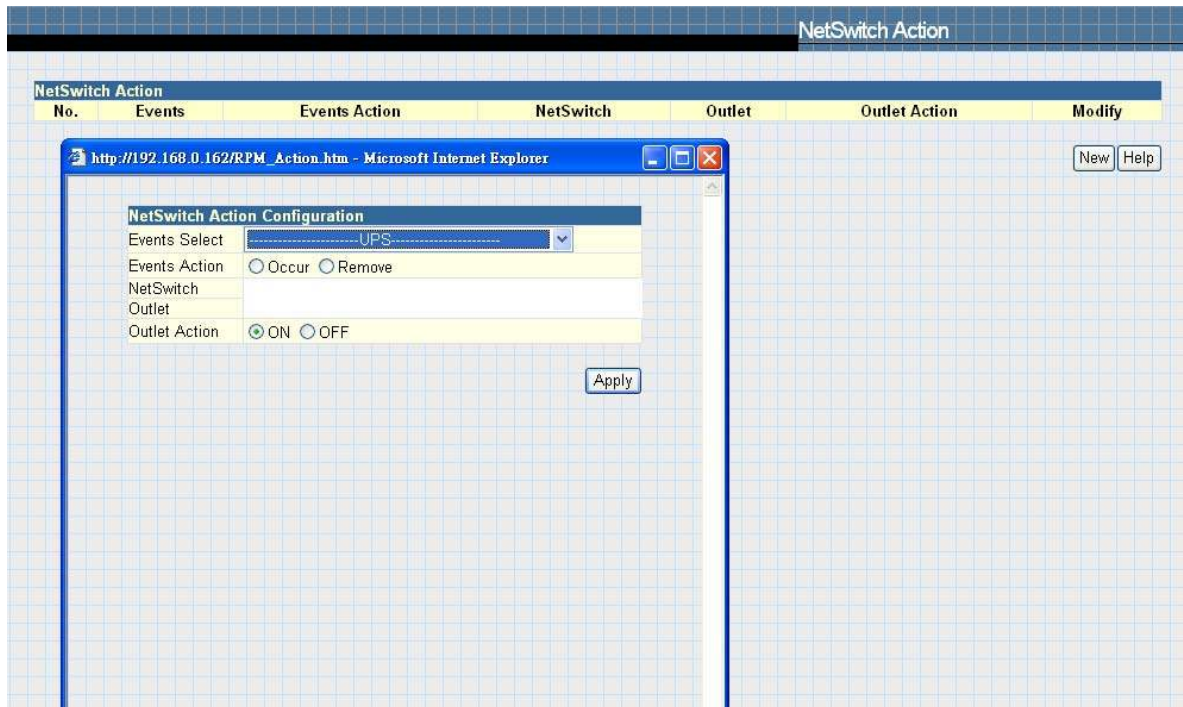 NetSwitch Action
NetSwitch Action
No. Events Events Action NetSwitch Outlet Outlet Action Modify
New Help
http://192.168.0.162/RPM_Action.htm - Microsoft Internet Explorer
NetSwitch Action Configuration
Events Select ----------------------UPS----------------------
Events Action Occur Remove
NetSwitch
Outlet
Outlet Action ON OFF
Apply